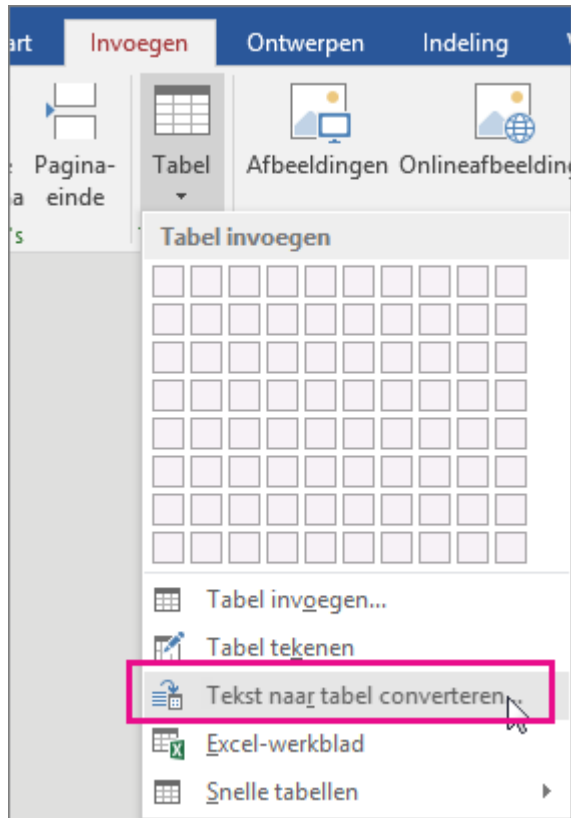 art Invoegen Ontwerpen Indeling
Pagina- Tabel Afbeeldingen Onlineafbeelding
a einde
's
Tabel invoegen
Tabel invoegen...
Tabel tekenen
Tekst naar tabel converteren...
Excel-werkblad
Snelle tabellen